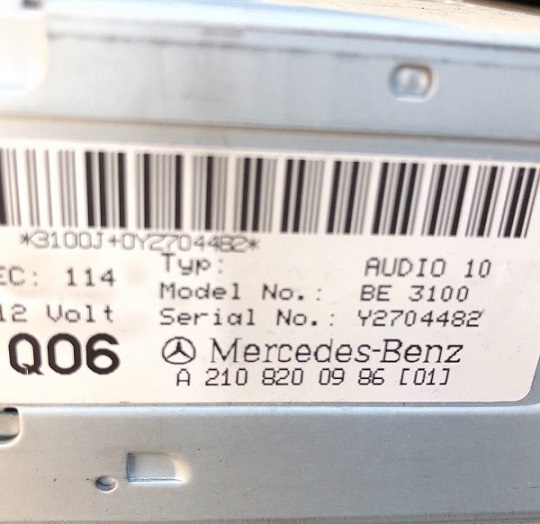 *3100J+0Y2704482*
EC: 114
Typ: AUDIO 10
Model No.: BE 3100
12 Volt
Serial No.: Y2704482
Q06
Mercedes-Benz
A 210 820 09 86 [01]